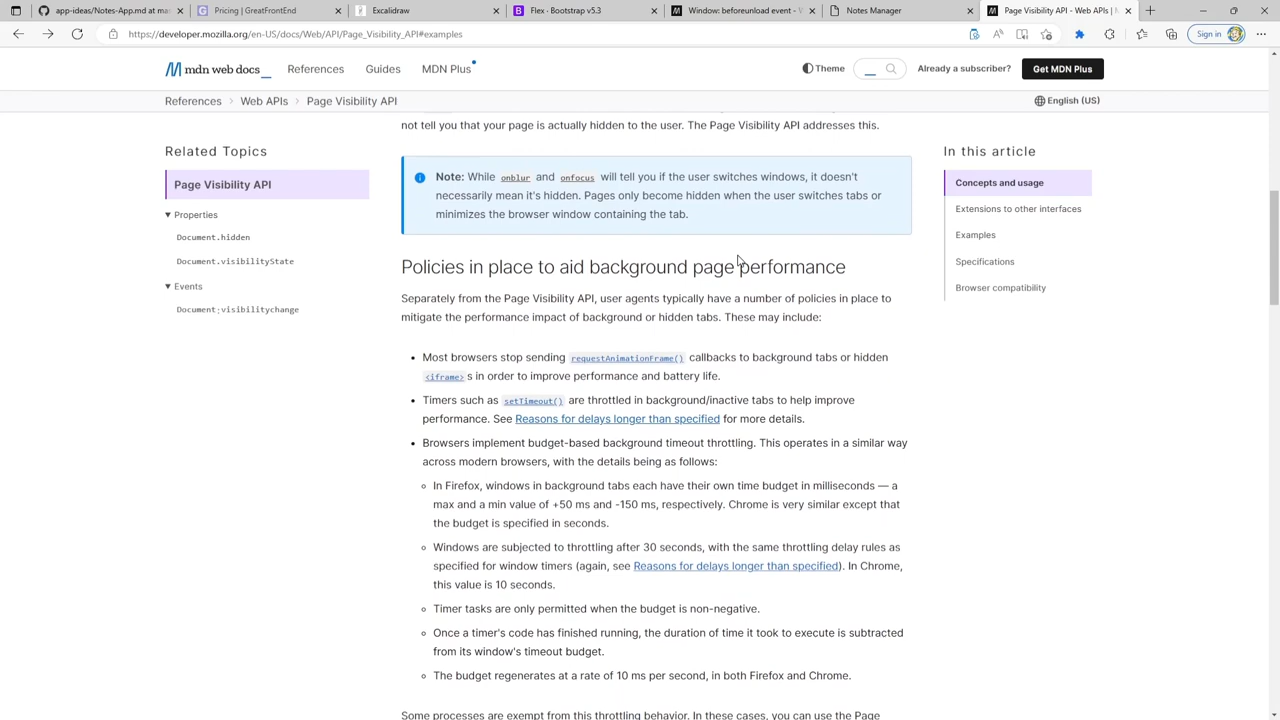 app-ideas/Notes-App.md at mas
Pricing | GreatFrontEnd
Excalidraw
Flex · Bootstrap v5.3
Window: beforeunload event - W
Notes Manager
Page Visibility API - Web APIs | M
https://developer.mozilla.org/en-US/docs/Web/API/Page_Visibility_API#examples
Sign in
mdn web docs_
References
Guides
MDN Plus
Theme
Already a subscriber?
Get MDN Plus
References > Web APIs > Page Visibility API
English (US)
not tell you that your page is actually hidden to the user. The Page Visibility API addresses this.
Related Topics
Page Visibility API
▼ Properties
Document.hidden
Document.visibilityState
▼ Events
Document:visibilitychange
Note: While onblur and onfocus will tell you if the user switches windows, it doesn't
necessarily mean it's hidden. Pages only become hidden when the user switches tabs or
minimizes the browser window containing the tab.
Policies in place to aid background page performance
Separately from the Page Visibility API, user agents typically have a number of policies in place to
mitigate the performance impact of background or hidden tabs. These may include:
• Most browsers stop sending requestAnimationFrame() callbacks to background tabs or hidden
<iframe> s in order to improve performance and battery life.
• Timers such as setTimeout() are throttled in background/inactive tabs to help improve
performance. See Reasons for delays longer than specified for more details.
• Browsers implement budget-based background timeout throttling. This operates in a similar way
across modern browsers, with the details being as follows:
◦ In Firefox, windows in background tabs each have their own time budget in milliseconds — a
max and a min value of +50 ms and -150 ms, respectively. Chrome is very similar except that
the budget is specified in seconds.
◦ Windows are subjected to throttling after 30 seconds, with the same throttling delay rules as
specified for window timers (again, see Reasons for delays longer than specified). In Chrome,
this value is 10 seconds.
◦ Timer tasks are only permitted when the budget is non-negative.
◦ Once a timer's code has finished running, the duration of time it took to execute is subtracted
from its window's timeout budget.
◦ The budget regenerates at a rate of 10 ms per second, in both Firefox and Chrome.
Some processes are exempt from this throttling behavior. In these cases, you can use the Page
In this article
Concepts and usage
Extensions to other interfaces
Examples
Specifications
Browser compatibility